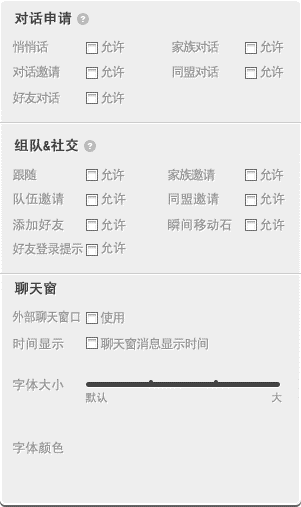 对话申请 ?
悄悄话 允许 家族对话 允许
对话邀请 允许 同盟对话 允许
好友对话 允许
组队&社交 ?
跟随 允许 家族邀请 允许
队伍邀请 允许 同盟邀请 允许
添加好友 允许 瞬间移动石 允许
好友登录提示 允许
聊天窗
外部聊天窗口 使用
时间显示 聊天窗消息显示时间
字体大小
默认 大
字体颜色